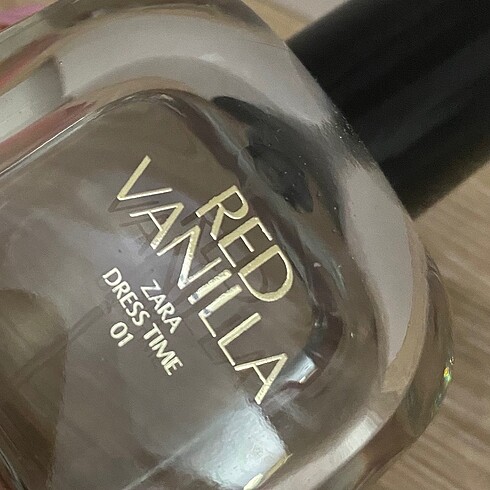 RED
VANILLA
ZARA
DRESS TIME
01